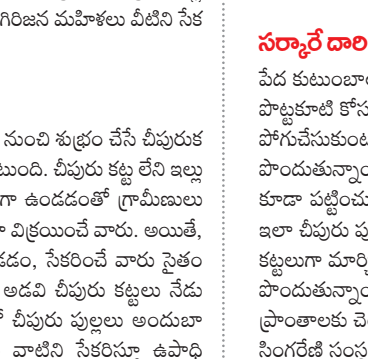 గిరిజన మహిళలు వీటిని సేక
నుంచి శుభ్రం చేసే చీపురుక
టుంది. చీపురు కట్ట లేని ఇల్లు
గా ఉండడంతో గ్రామీణులు
విక్రయించే వారు. అయితే,
డడం, సేకరించే వారు సైతం
అడవి చీపురు కట్టలు నేడు
చీపురు పుల్లలు అందుబా
వాటిని సేకరిస్తూ ఉపాధి
సర్కారే దారి
పేద కుటుంబాల
పొట్టకూటి కోస
పోగుచేసుకుంట
పొందుతున్నాం
కూడా పట్టించు
ఇలా చీపురు పు
కట్టలుగా మార్చి
పొందుతున్నాం
ప్రాంతాలకు చె
సింగరేణి సంస